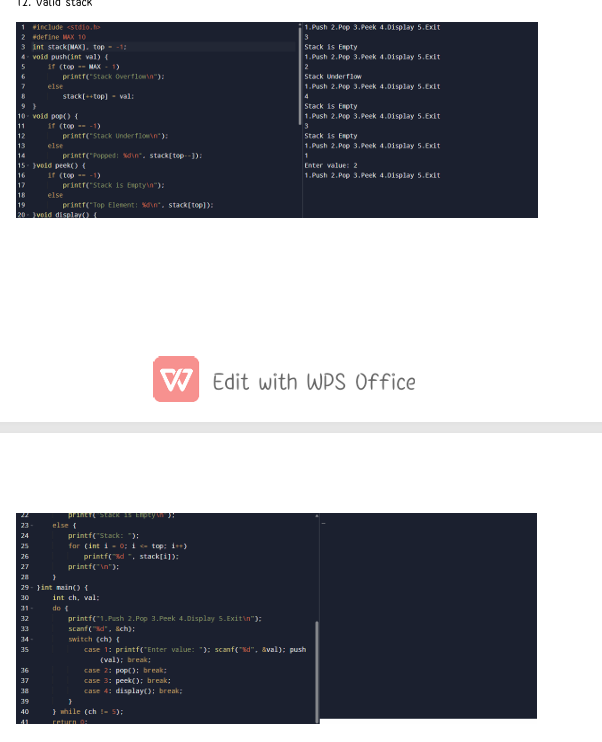 12. Valid stack
1 #include <stdio.h>
2 #define MAX 10
3 int stack[MAX], top = -1;
4 void push(int val) {
5 if (top == MAX - 1)
6 printf("Stack Overflow\n");
7 else
8 stack[++top] = val;
9 }
10 void pop() {
11 if (top == -1)
12 printf("Stack Underflow\n");
13 else
14 printf("Popped: %d\n", stack[top--]);
15 }void peek() {
16 if (top == -1)
17 printf("Stack is Empty\n");
18 else
19 printf("Top Element: %d\n", stack[top]);
20 }void display() {
1.Push 2.Pop 3.Peek 4.Display 5.Exit
3
Stack is Empty
1.Push 2.Pop 3.Peek 4.Display 5.Exit
2
Stack Underflow
1.Push 2.Pop 3.Peek 4.Display 5.Exit
4
Stack is Empty
1.Push 2.Pop 3.Peek 4.Display 5.Exit
3
Stack is Empty
1.Push 2.Pop 3.Peek 4.Display 5.Exit
1
Enter value: 2
1.Push 2.Pop 3.Peek 4.Display 5.Exit
Edit with WPS Office
22 printf("Stack is Empty\n");
23 else {
24 printf("Stack: ");
25 for (int i = 0; i <= top; i++)
26 printf("%d ", stack[i]);
27 printf("\n");
28 }
29 }int main() {
30 int ch, val;
31 do {
32 printf("1.Push 2.Pop 3.Peek 4.Display 5.Exit\n");
33 scanf("%d", &ch);
34 switch (ch) {
35 case 1: printf("Enter value: "); scanf("%d", &val); push
(val); break;
36 case 2: pop(); break;
37 case 3: peek(); break;
38 case 4: display(); break;
39 }
40 } while (ch != 5);
41 return 0;